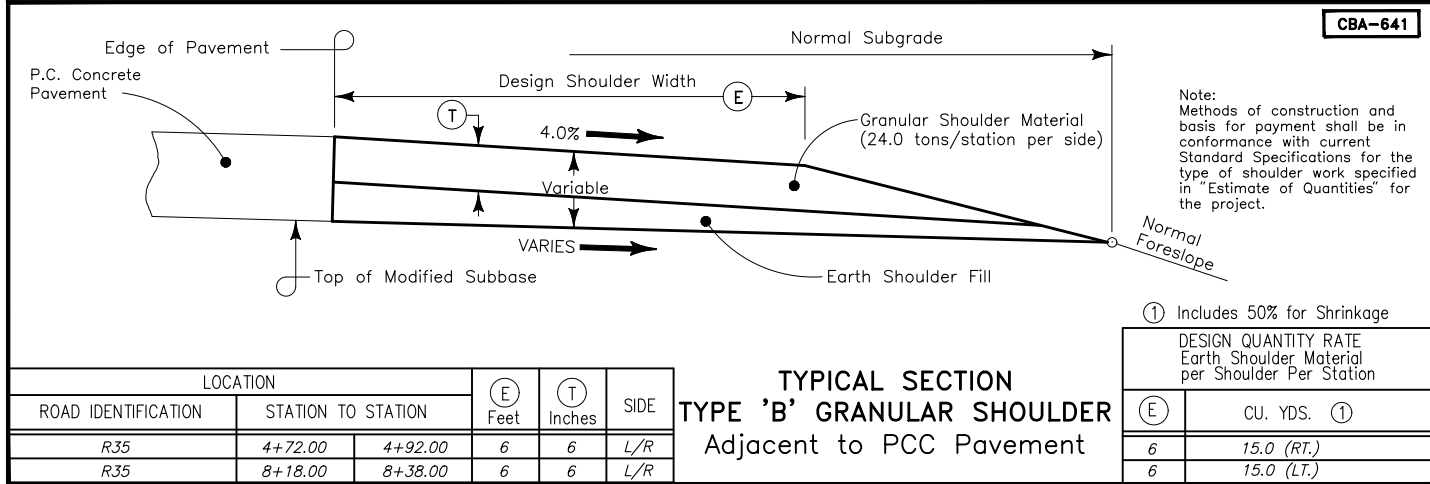 CBA-641
Edge of Pavement
Normal Subgrade
P.C. Concrete
Pavement
Design Shoulder Width
E
T
4.0%
Granular Shoulder Material
(24.0 tons/station per side)
Note:
Methods of construction and
basis for payment shall be in
conformance with current
Standard Specifications for the
type of shoulder work specified
in "Estimate of Quantities" for
the project.
Variable
VARIES
Normal
Foreslope
Top of Modified Subbase
Earth Shoulder Fill
1 Includes 50% for Shrinkage
LOCATION E Feet T Inches SIDE
ROAD IDENTIFICATION STATION TO STATION
R35 4+72.00 4+92.00 6 6 L/R
R35 8+18.00 8+38.00 6 6 L/R
TYPICAL SECTION
TYPE 'B' GRANULAR SHOULDER
Adjacent to PCC Pavement
DESIGN QUANTITY RATE
Earth Shoulder Material
per Shoulder Per Station
E CU. YDS. 1
6 15.0 (RT.)
6 15.0 (LT.)